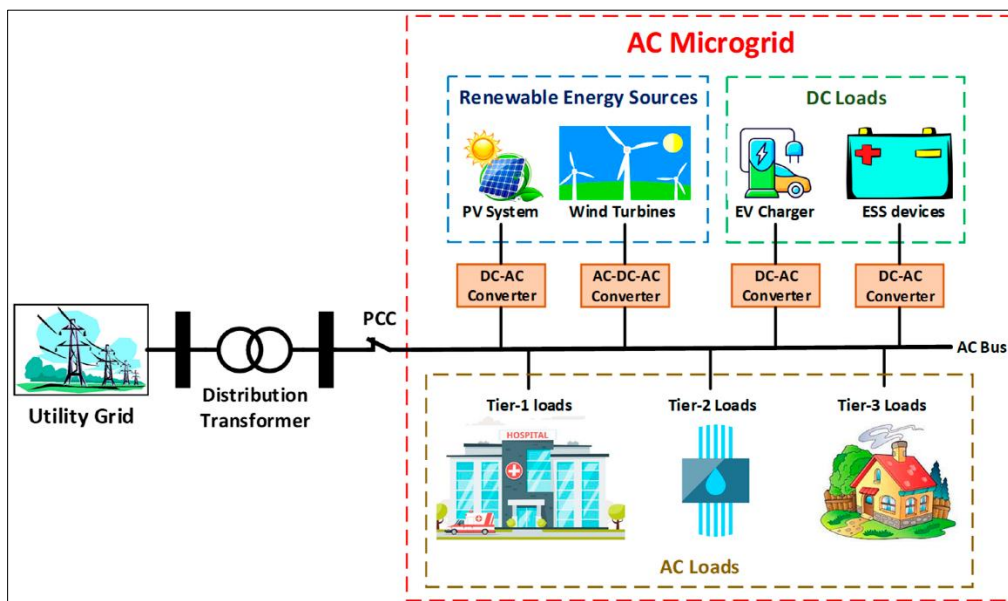 AC Microgrid
Renewable Energy Sources
DC Loads
PV System
Wind Turbines
EV Charger
ESS devices
DC-AC
Converter
AC-DC-AC
Converter
DC-AC
Converter
DC-AC
Converter
PCC
AC Bus
Utility Grid
Distribution
Transformer
Tier-1 loads
Tier-2 Loads
Tier-3 Loads
HOSPITAL
AC Loads